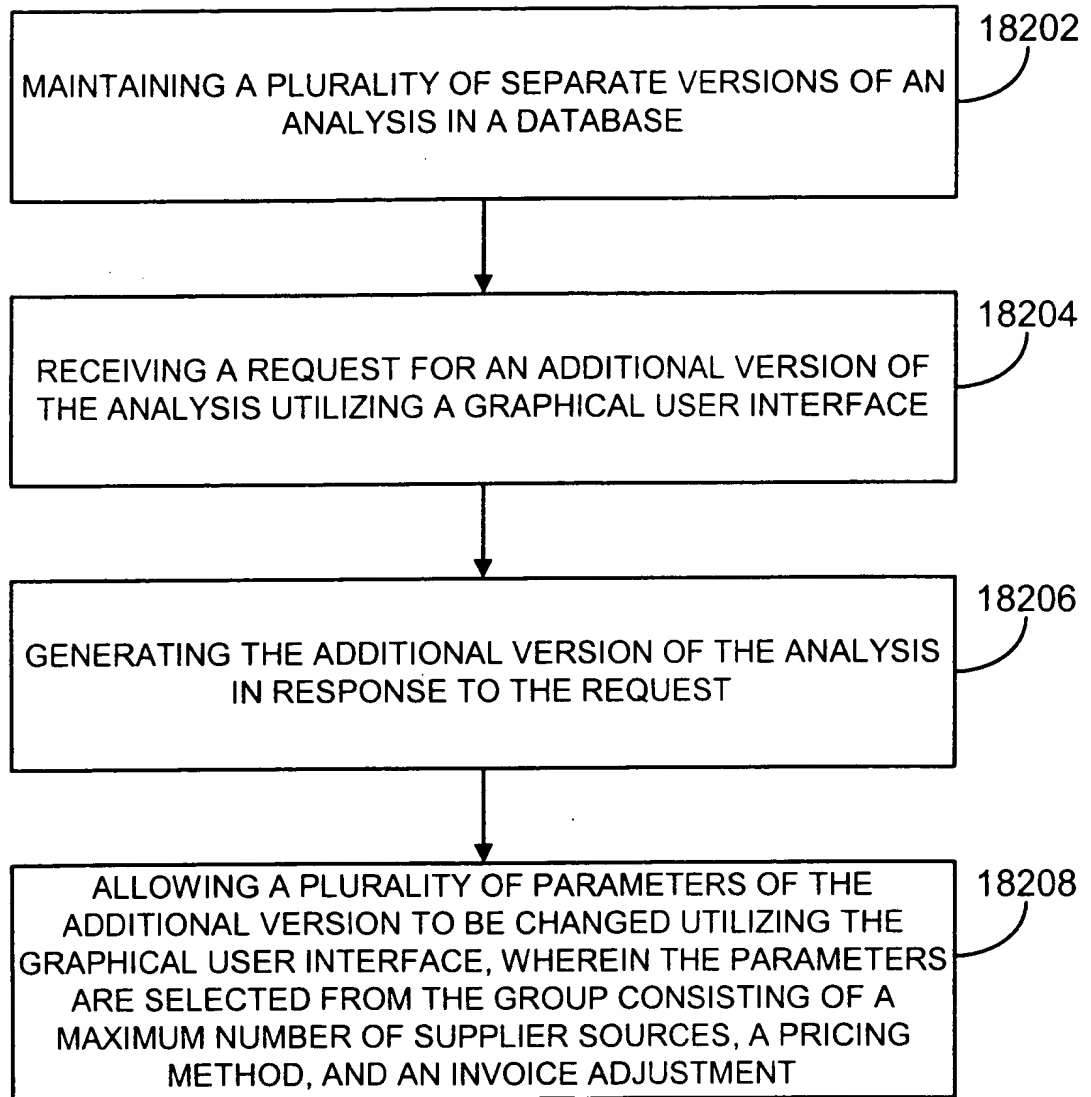 18202
MAINTAINING A PLURALITY OF SEPARATE VERSIONS OF AN
ANALYSIS IN A DATABASE
18204
RECEIVING A REQUEST FOR AN ADDITIONAL VERSION OF
THE ANALYSIS UTILIZING A GRAPHICAL USER INTERFACE
18206
GENERATING THE ADDITIONAL VERSION OF THE ANALYSIS
IN RESPONSE TO THE REQUEST
18208
ALLOWING A PLURALITY OF PARAMETERS OF THE
ADDITIONAL VERSION TO BE CHANGED UTILIZING THE
GRAPHICAL USER INTERFACE, WHEREIN THE PARAMETERS
ARE SELECTED FROM THE GROUP CONSISTING OF A
MAXIMUM NUMBER OF SUPPLIER SOURCES, A PRICING
METHOD, AND AN INVOICE ADJUSTMENT